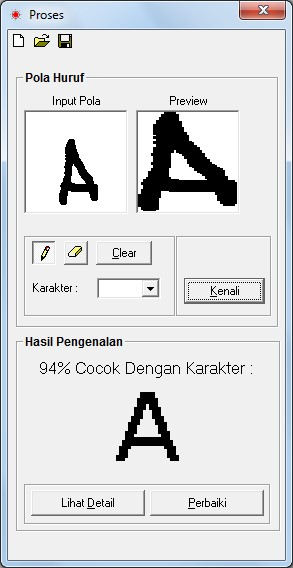 Proses
Pola Huruf
Input Pola
Preview
A
A
Clear
Karakter :
Kenali
Hasil Pengenalan
94% Cocok Dengan Karakter :
A
Lihat Detail
Perbaiki